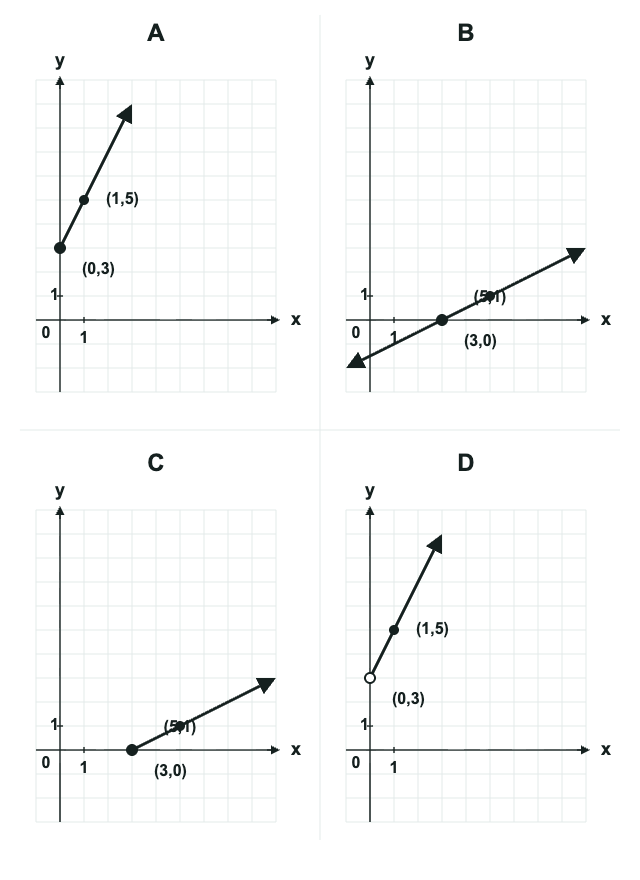 A
y
(1,5)
(0,3)
1
0
1
x
B
y
(5,1)
1
x
0
1
(3,0)
C
y
(5,1)
1
x
0
1
(3,0)
D
y
(1,5)
(0,3)
1
x
0
1